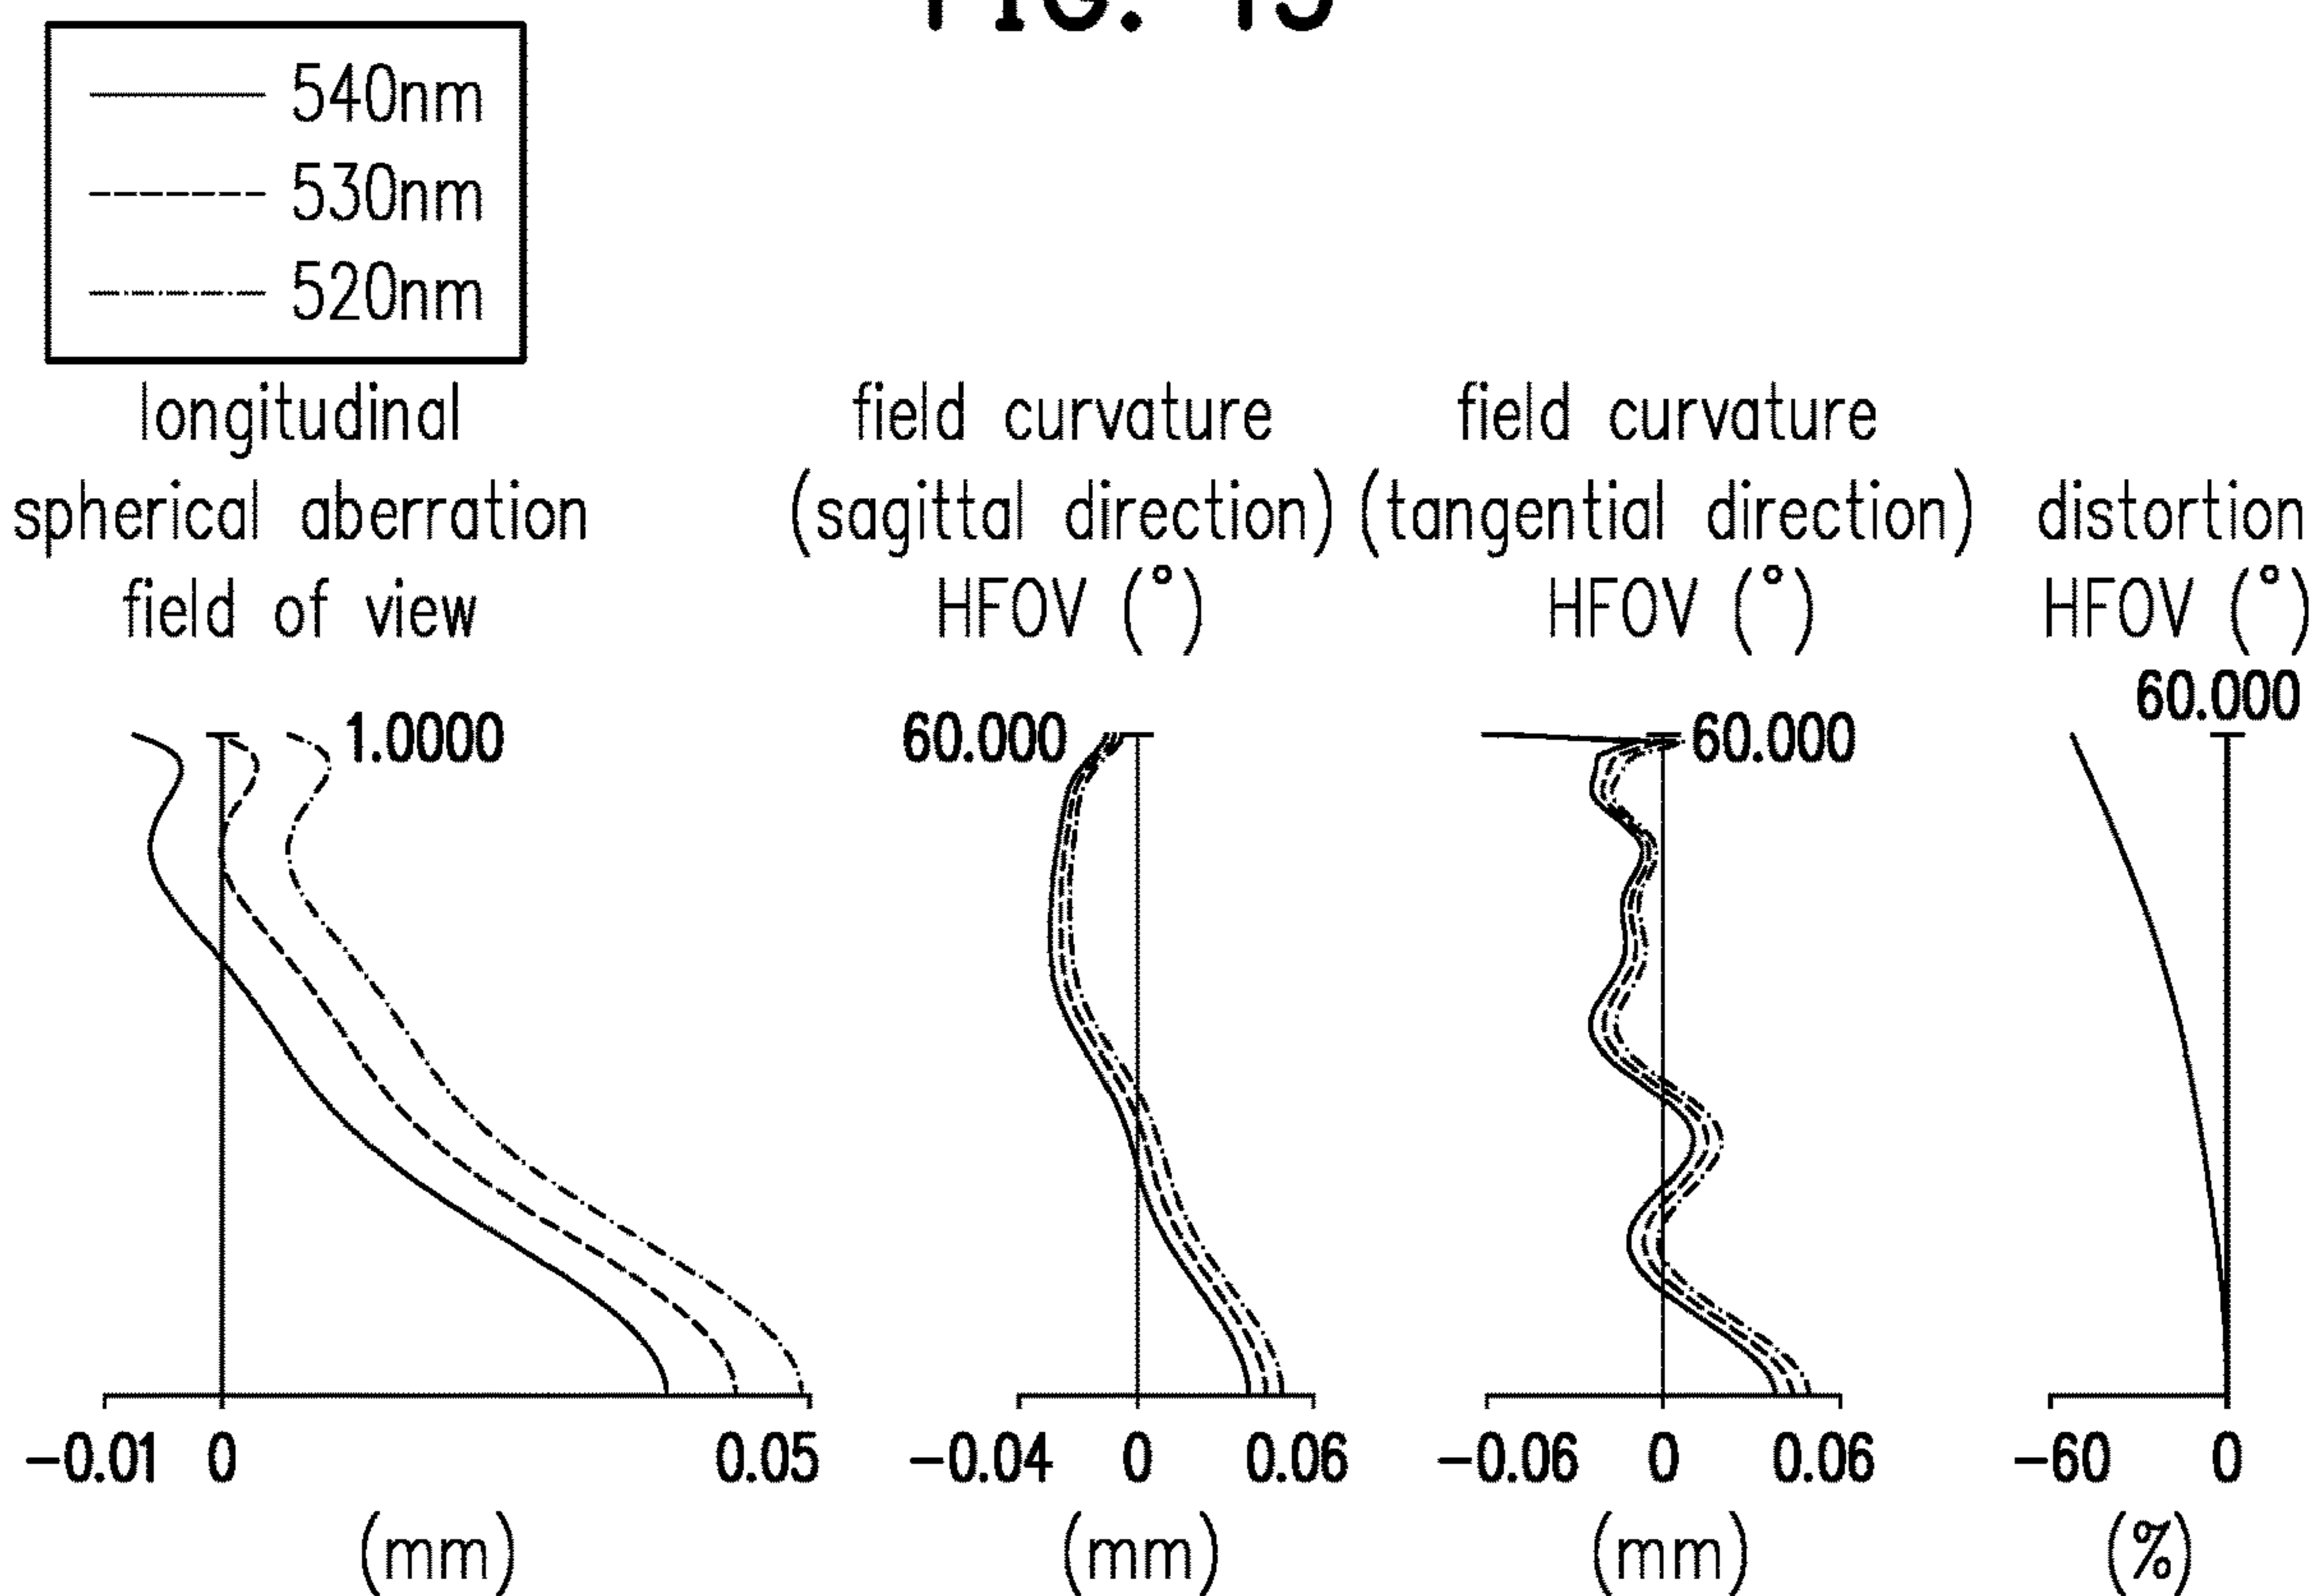 FIG.
540nm
530nm
520nm
longitudinal
spherical aberration
field of view
field curvature
(sagittal direction)
HFOV (°)
field curvature
(tangential direction)
HFOV (°)
distortion
HFOV (°)
1.0000
60.000
60.000
60.000
−0.01 0 0.05
(mm)
−0.04 0 0.06
(mm)
−0.06 0 0.06
(mm)
−60 0
(%)